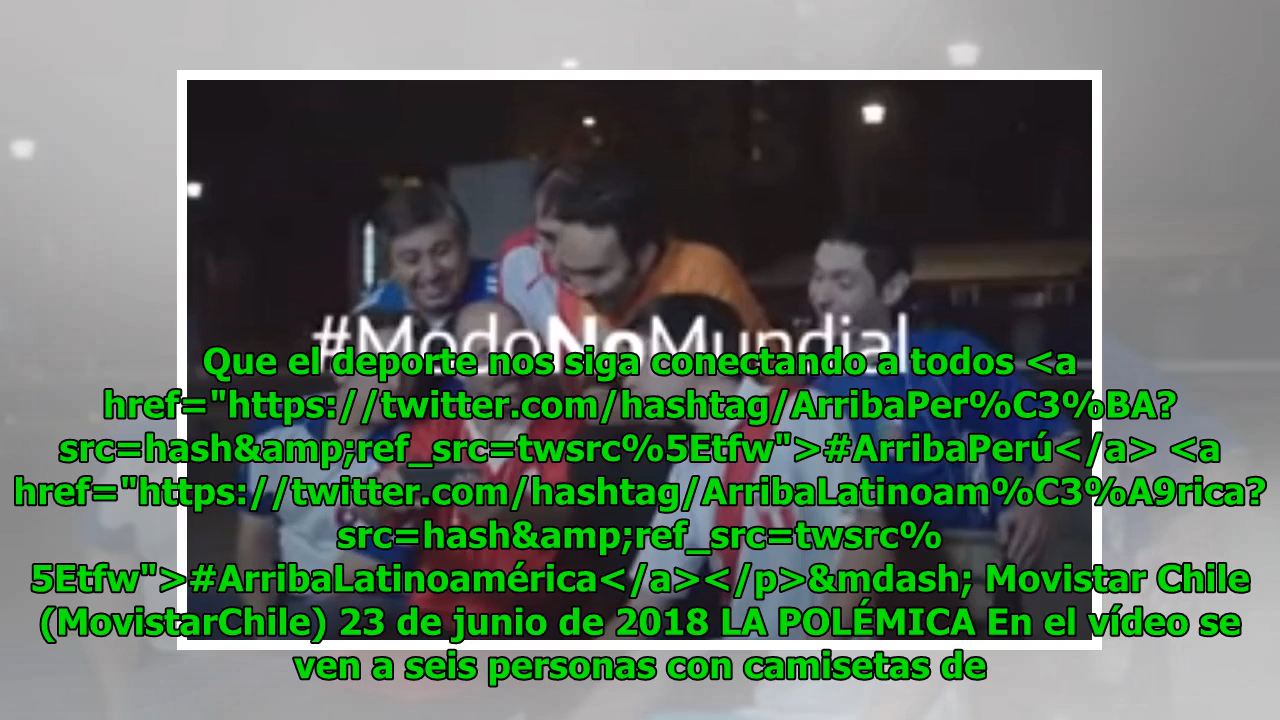 #ModoNoMundial
Que el deporte nos siga conectando a todos <a
href="https://twitter.com/hashtag/ArribaPer%C3%BA?
src=hash&amp;ref_src=twsrc%5Etfw">#ArribaPerú</a> <a
href="https://twitter.com/hashtag/ArribaLatinoam%C3%A9rica?
src=hash&amp;ref_src=twsrc%
5Etfw">#ArribaLatinoamérica</a></p>&mdash; Movistar Chile
(MovistarChile) 23 de junio de 2018 LA POLÉMICA En el vídeo se
ven a seis personas con camisetas de